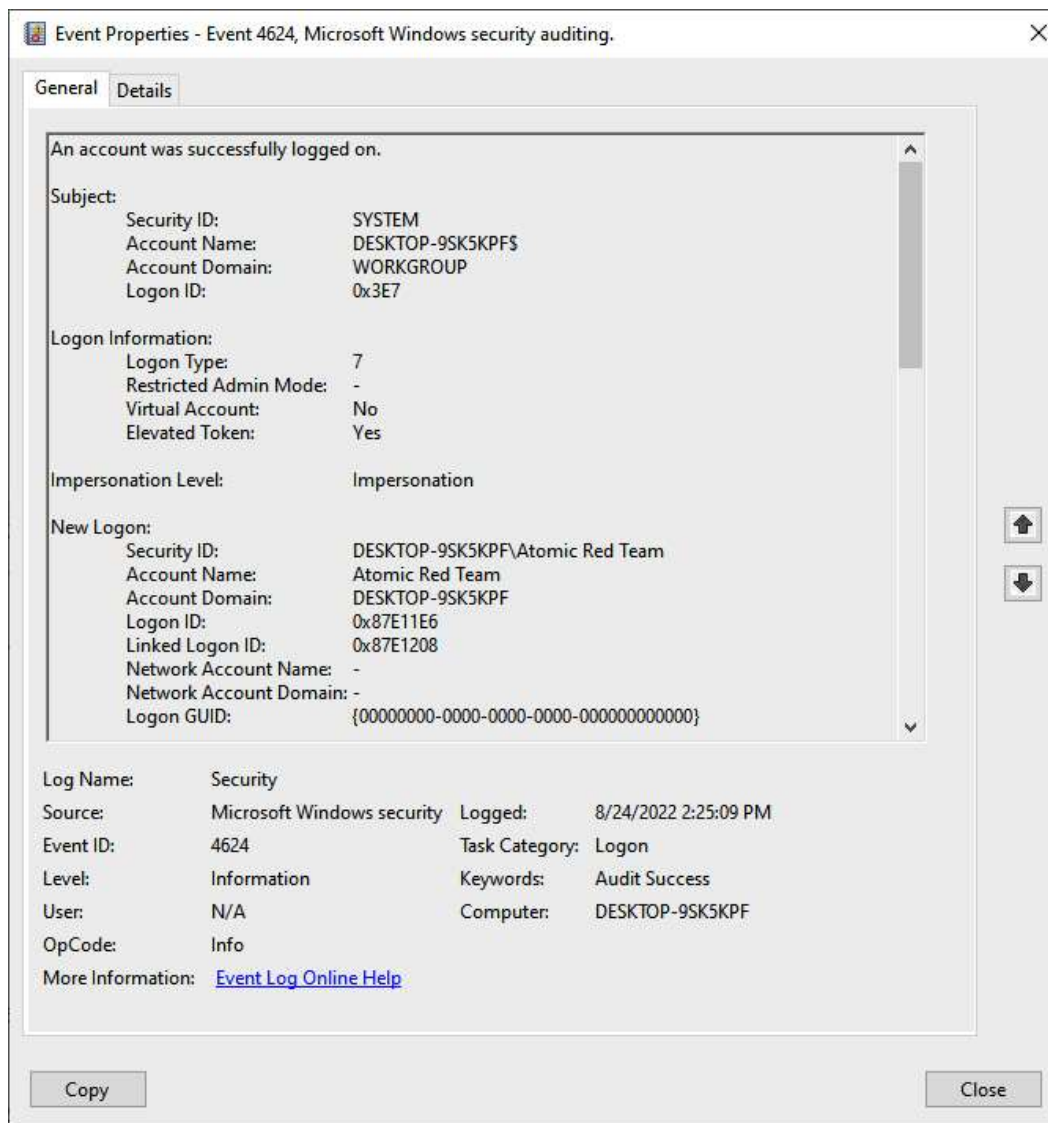 Event Properties - Event 4624, Microsoft Windows security auditing.
General Details
An account was successfully logged on.
Subject:
Security ID: SYSTEM
Account Name: DESKTOP-9SK5KPF$
Account Domain: WORKGROUP
Logon ID: 0x3E7
Logon Information:
Logon Type: 7
Restricted Admin Mode: -
Virtual Account: No
Elevated Token: Yes
Impersonation Level: Impersonation
New Logon:
Security ID: DESKTOP-9SK5KPF\Atomic Red Team
Account Name: Atomic Red Team
Account Domain: DESKTOP-9SK5KPF
Logon ID: 0x87E11E6
Linked Logon ID: 0x87E1208
Network Account Name: -
Network Account Domain: -
Logon GUID: {00000000-0000-0000-0000-000000000000}
Log Name: Security
Source: Microsoft Windows security Logged: 8/24/2022 2:25:09 PM
Event ID: 4624 Task Category: Logon
Level: Information Keywords: Audit Success
User: N/A Computer: DESKTOP-9SK5KPF
OpCode: Info
More Information: Event Log Online Help
Copy Close